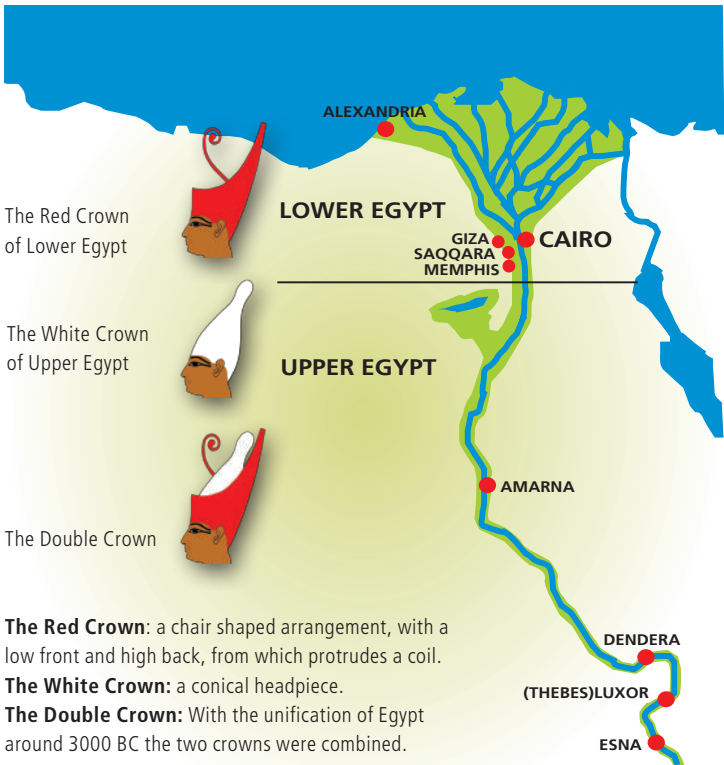 ALEXANDRIA
The Red Crown
of Lower Egypt
LOWER EGYPT
GIZA
CAIRO
SAQQARA
MEMPHIS
The White Crown
of Upper Egypt
UPPER EGYPT
AMARNA
The Double Crown
The Red Crown: a chair shaped arrangement, with a
low front and high back, from which protrudes a coil.
The White Crown: a conical headpiece.
The Double Crown: With the unification of Egypt
around 3000 BC the two crowns were combined.
DENDERA
(THEBES)LUXOR
ESNA